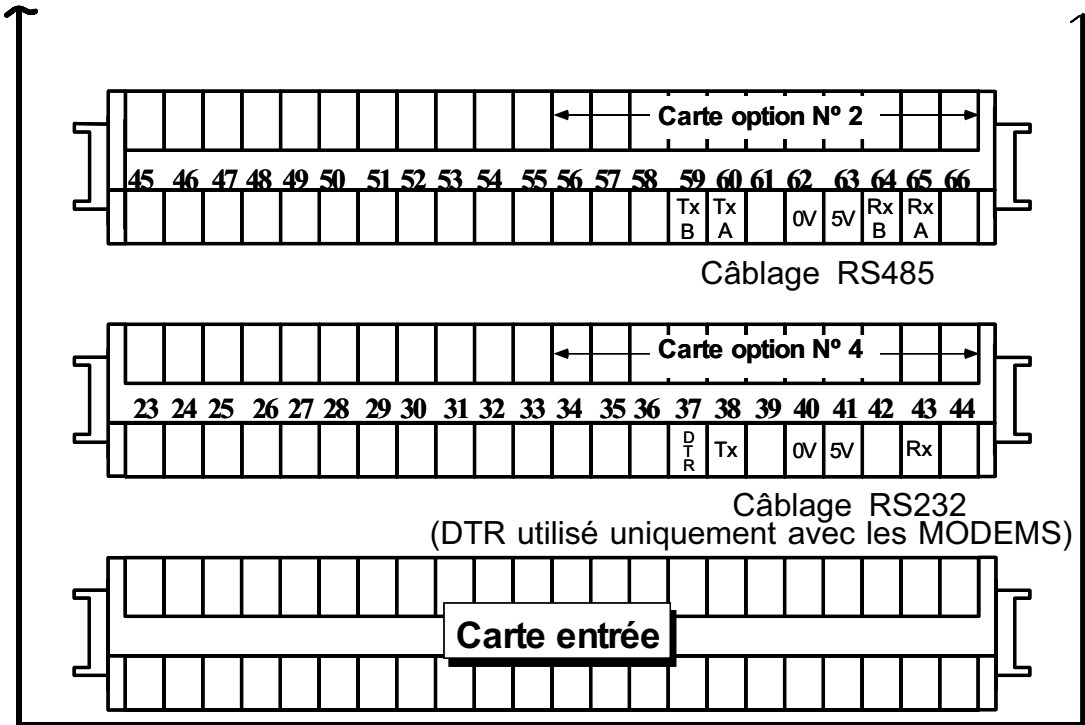 Carte option Nº 2
45 46 47 48 49 50 51 52 53 54 55 56 57 58 59 60 61 62 63 64 65 66
Tx B Tx A 0V 5V Rx B Rx A
Câblage RS485
Carte option Nº 4
23 24 25 26 27 28 29 30 31 32 33 34 35 36 37 38 39 40 41 42 43 44
DTR Tx 0V 5V Rx
Câblage RS232
(DTR utilisé uniquement avec les MODEMS)
Carte entrée